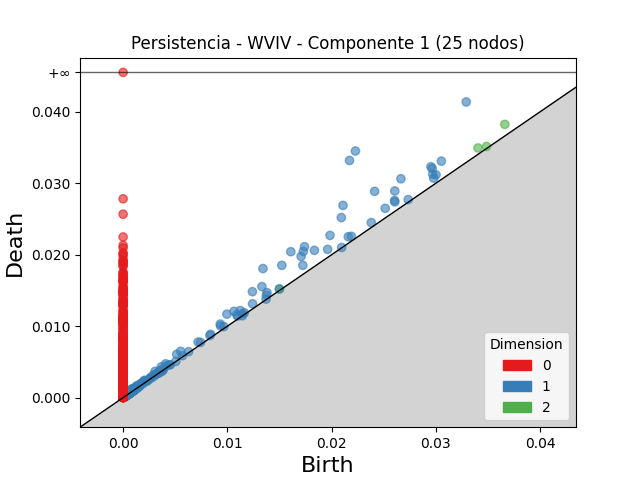 Persistencia - WVIV - Componente 1 (25 nodos)
+∞
0.040
0.030
0.020
0.010
0.000
Death
0.00 0.01 0.02 0.03 0.04
Birth
Dimension
0
1
2